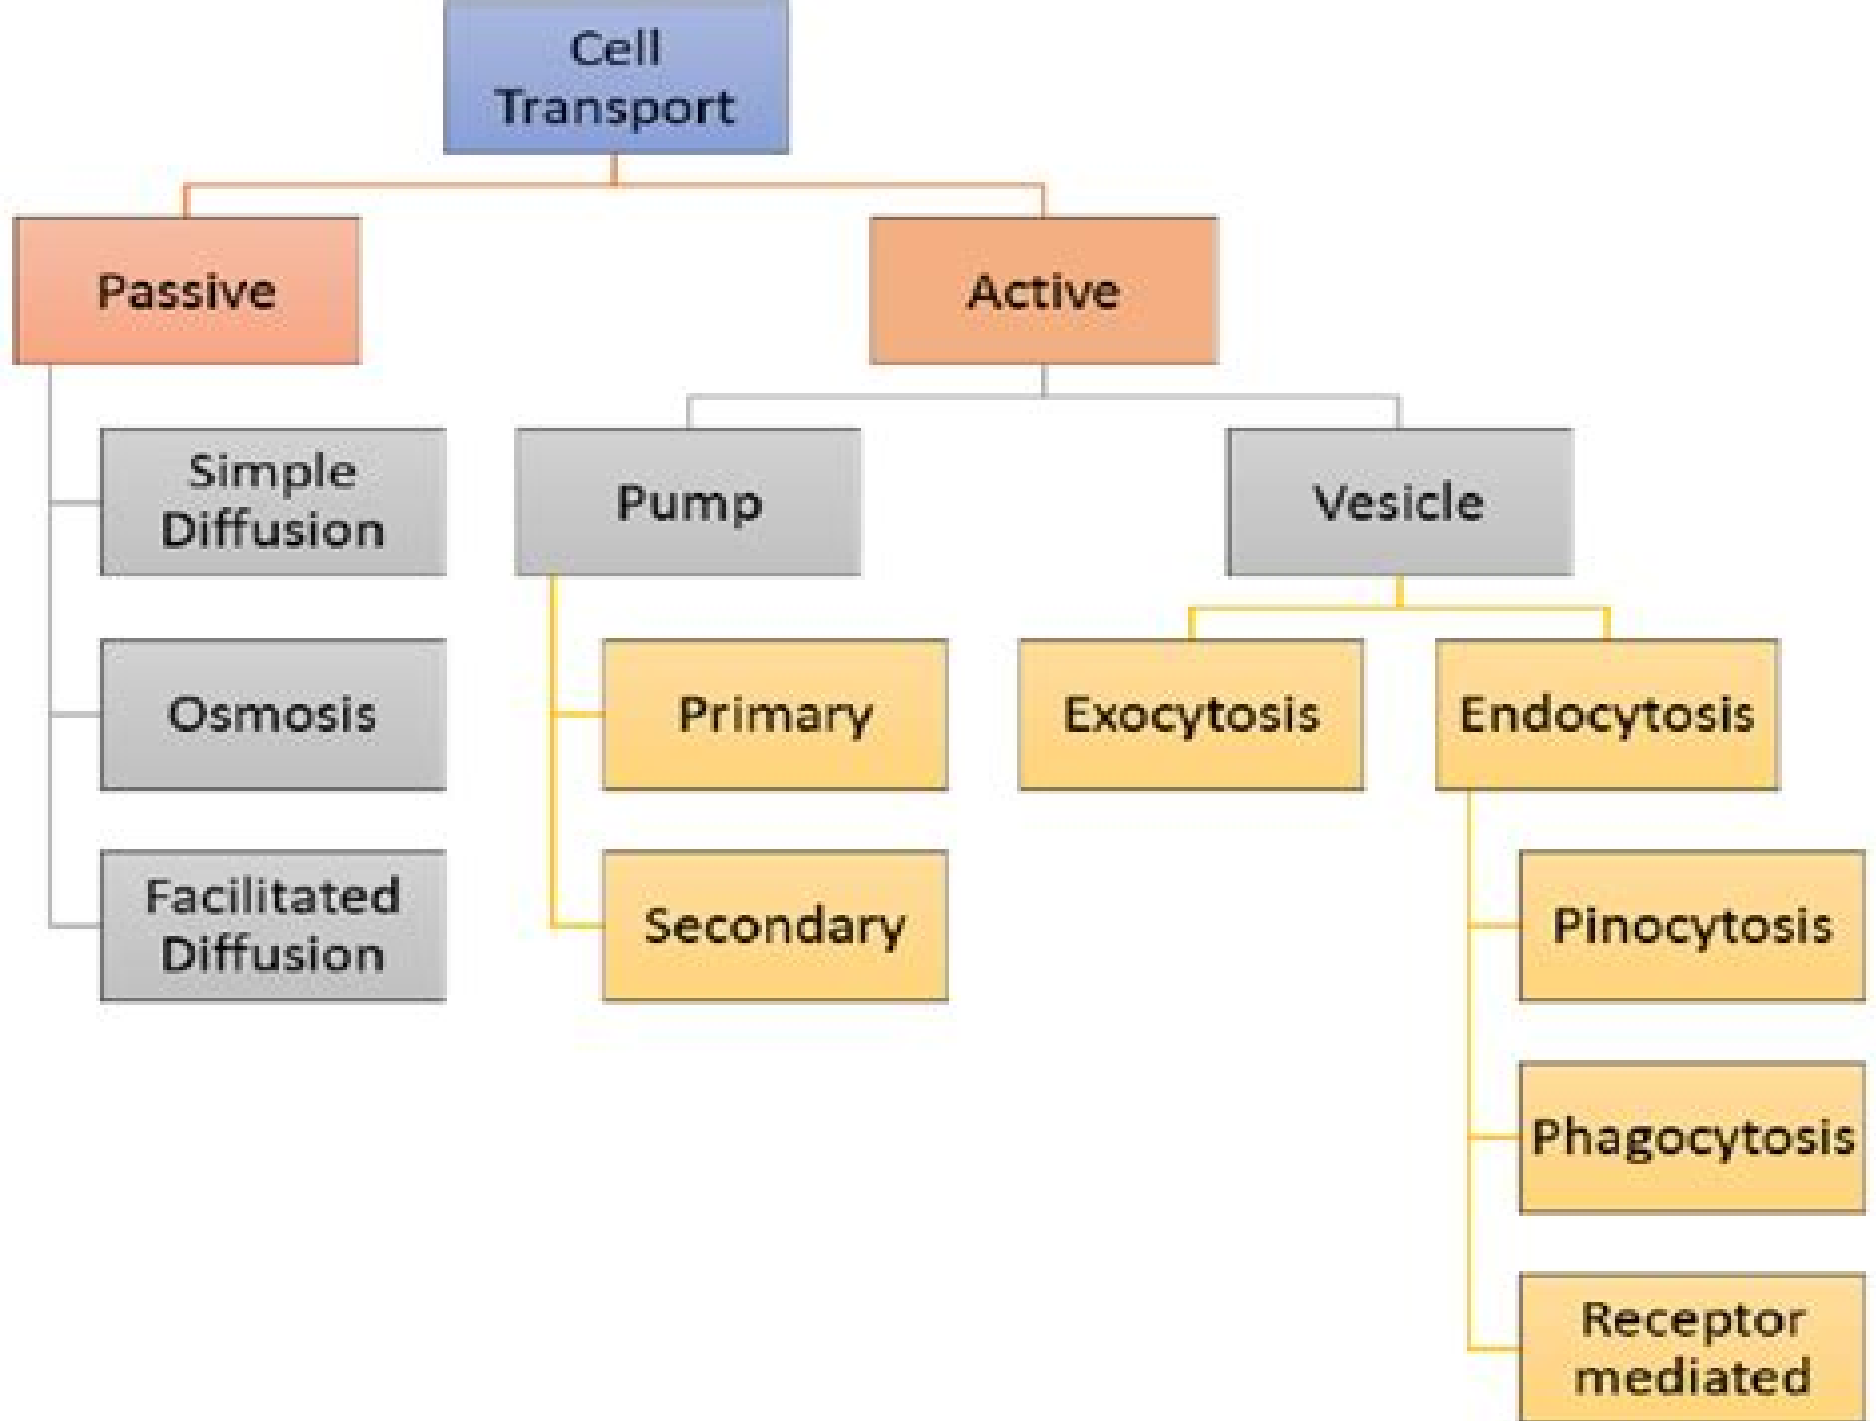 Cell
Transport
Passive
Active
Simple
Diffusion
Pump
Vesicle
Osmosis
Primary
Exocytosis
Endocytosis
Facilitated
Diffusion
Secondary
Pinocytosis
Phagocytosis
Receptor
mediated